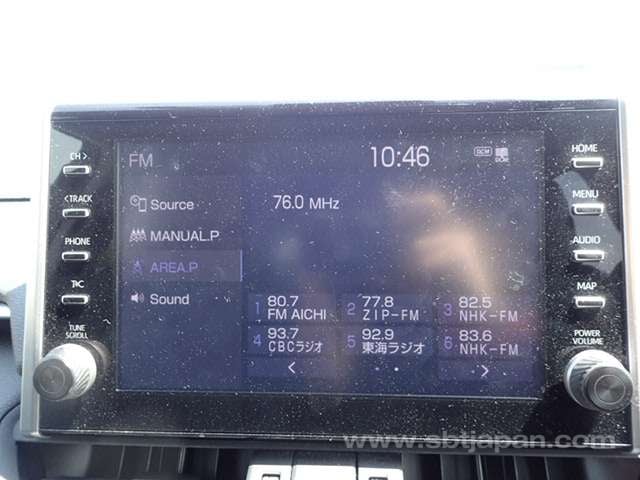 FM
10:46
DCM
CH >
< TRACK
PHONE
T/C
TUNE
SCROLL
Source
MANUAL.P
AREA.P
Sound
76.0 MHz
1 80.7
FM AICHI
2 77.8
ZIP-FM
3 82.5
NHK-FM
4 93.7
CBCラジオ
5 92.9
東海ラジオ
6 83.6
NHK-FM
<
>
HOME
MENU
AUDIO
MAP
POWER
VOLUME
www.sbtjapan.com